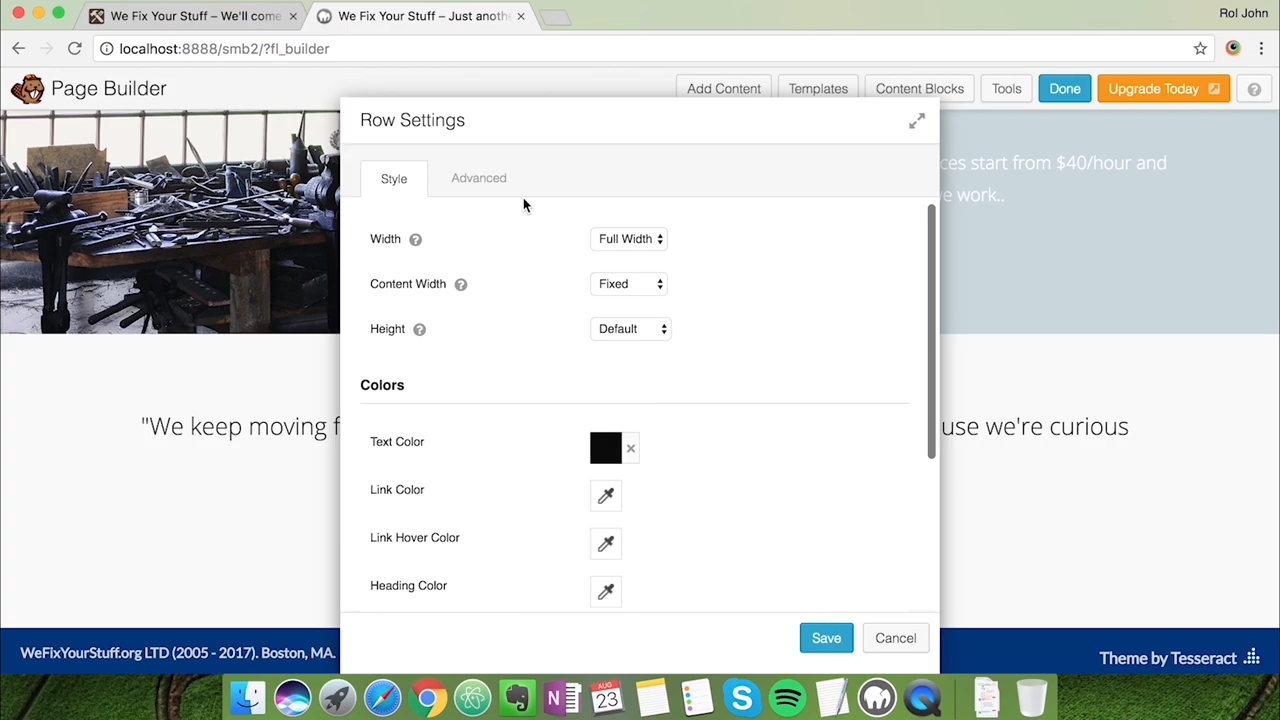 We Fix Your Stuff – We'll come
We Fix Your Stuff – Just anoth
Rol John
localhost:8888/smb2/?fl_builder
Page Builder
Add Content
Templates
Content Blocks
Tools
Done
Upgrade Today
?
Row Settings
ces start from $40/hour and
e work..
Style
Advanced
Width ?
Full Width
Content Width ?
Fixed
Height ?
Default
Colors
"We keep moving f
use we're curious
Text Color
Link Color
Link Hover Color
Heading Color
Save
Cancel
WeFixYourStuff.org LTD (2005 - 2017). Boston, MA.
Theme by Tesseract
AUG
23